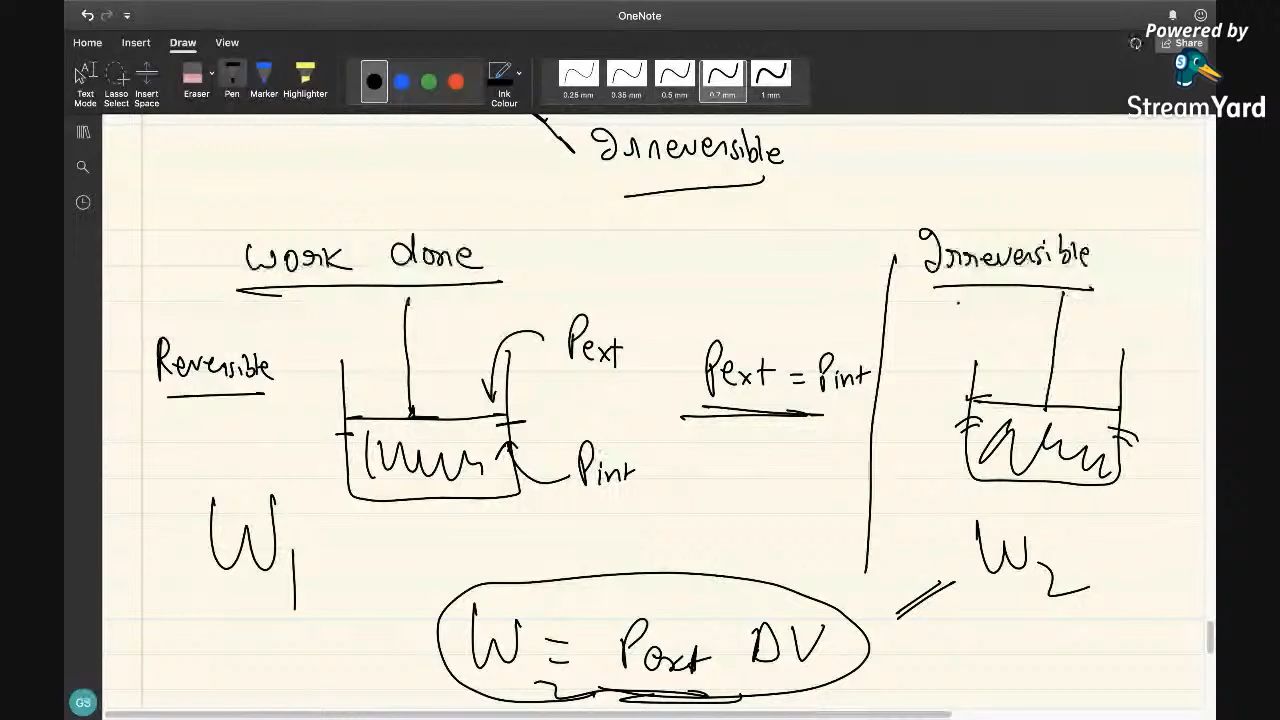 OneNote
Powered by
StreamYard
Home Insert Draw View
Share
Text Mode
Lasso Select
Insert Space
Eraser
Pen
Marker
Highlighter
Ink Colour
0.25 mm
0.35 mm
0.5 mm
0.7 mm
1 mm
Irreversible
work done
Irreversible
Reversible
Pext
Pext = Pint
Pint
W1
W2
W = Pext ΔV
GS